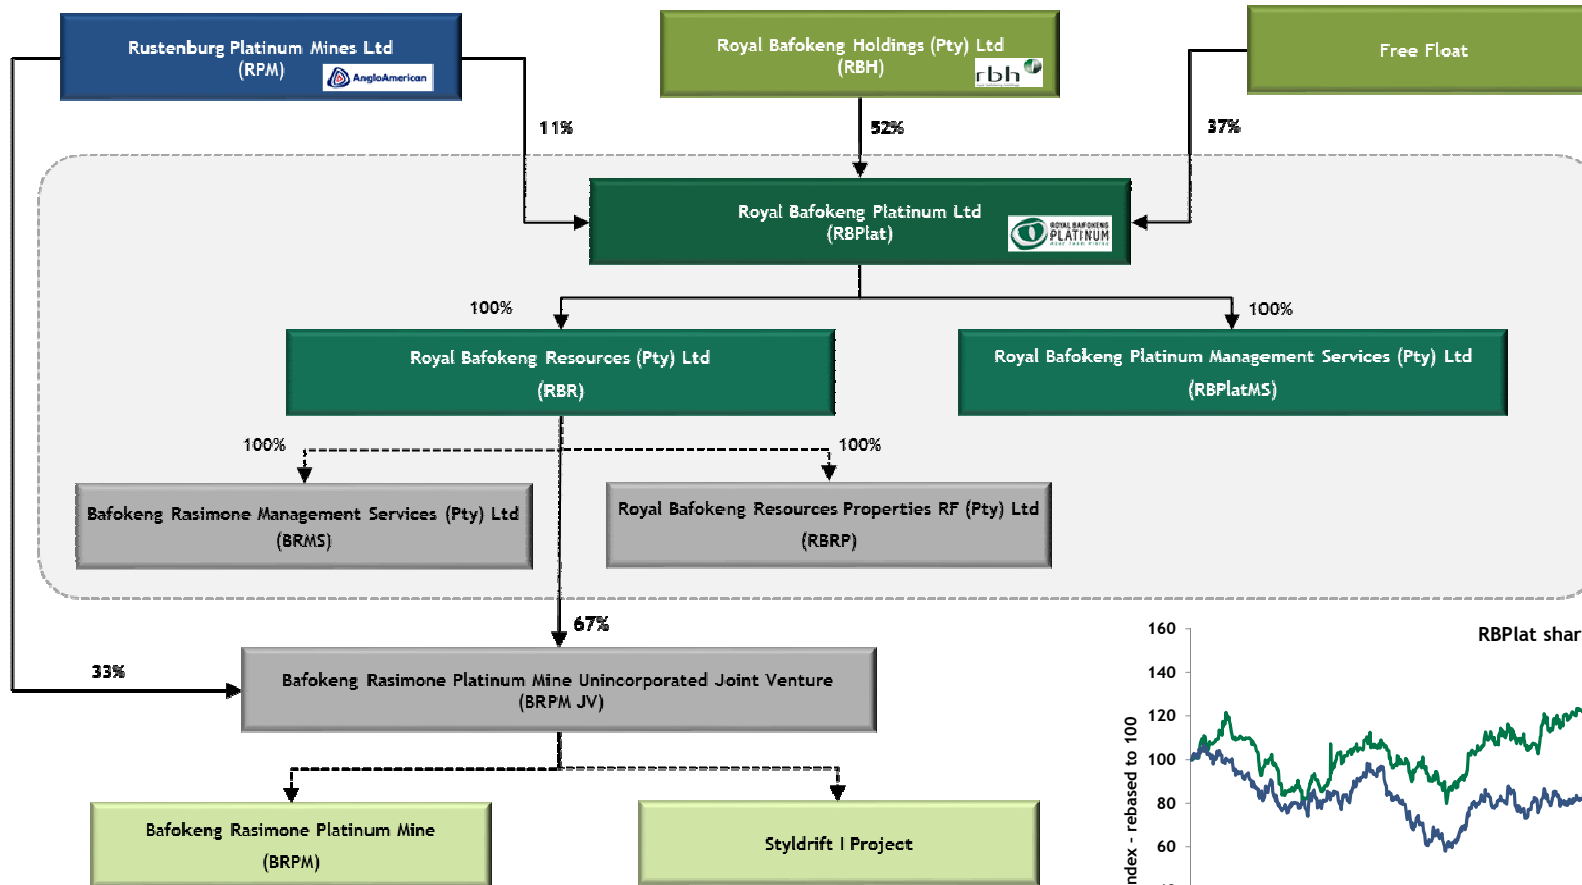 Rustenburg Platinum Mines Ltd
(RPM)
AngloAmerican
Royal Bafokeng Holdings (Pty) Ltd
(RBH)
rbh
Free Float
11%
52%
37%
Royal Bafokeng Platinum Ltd
(RBPlat)
ROYAL BAFOKENG
PLATINUM
100%
100%
Royal Bafokeng Resources (Pty) Ltd
(RBR)
Royal Bafokeng Platinum Management Services (Pty) Ltd
(RBPlatMS)
100%
100%
Bafokeng Rasimone Management Services (Pty) Ltd
(BRMS)
Royal Bafokeng Resources Properties RF (Pty) Ltd
(RBRP)
67%
33%
Bafokeng Rasimone Platinum Mine Unincorporated Joint Venture
(BRPM JV)
Bafokeng Rasimone Platinum Mine
(BRPM)
Styldrift I Project
RBPlat shar
160
140
120
100
80
60
ndex - rebased to 100